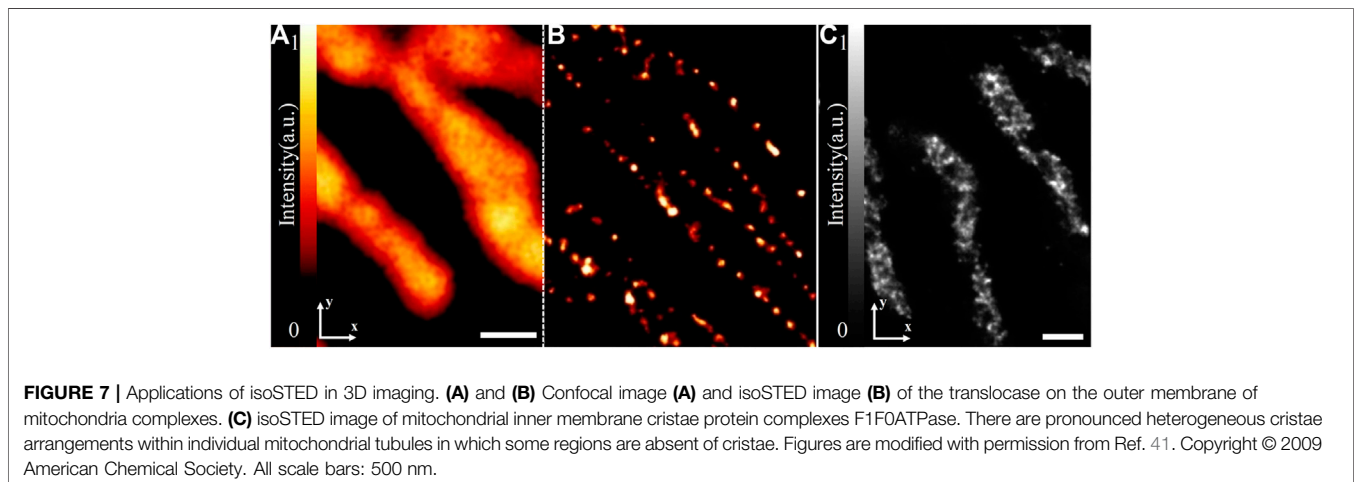 A
1
Intensity(a.u.)
0
y
x
B
C
1
Intensity(a.u.)
0
y
x
FIGURE 7 | Applications of isoSTED in 3D imaging. (A) and (B) Confocal image (A) and isoSTED image (B) of the translocase on the outer membrane of
mitochondria complexes. (C) isoSTED image of mitochondrial inner membrane cristae protein complexes F1F0ATPase. There are pronounced heterogeneous cristae
arrangements within individual mitochondrial tubules in which some regions are absent of cristae. Figures are modified with permission from Ref. 41. Copyright © 2009
American Chemical Society. All scale bars: 500 nm.